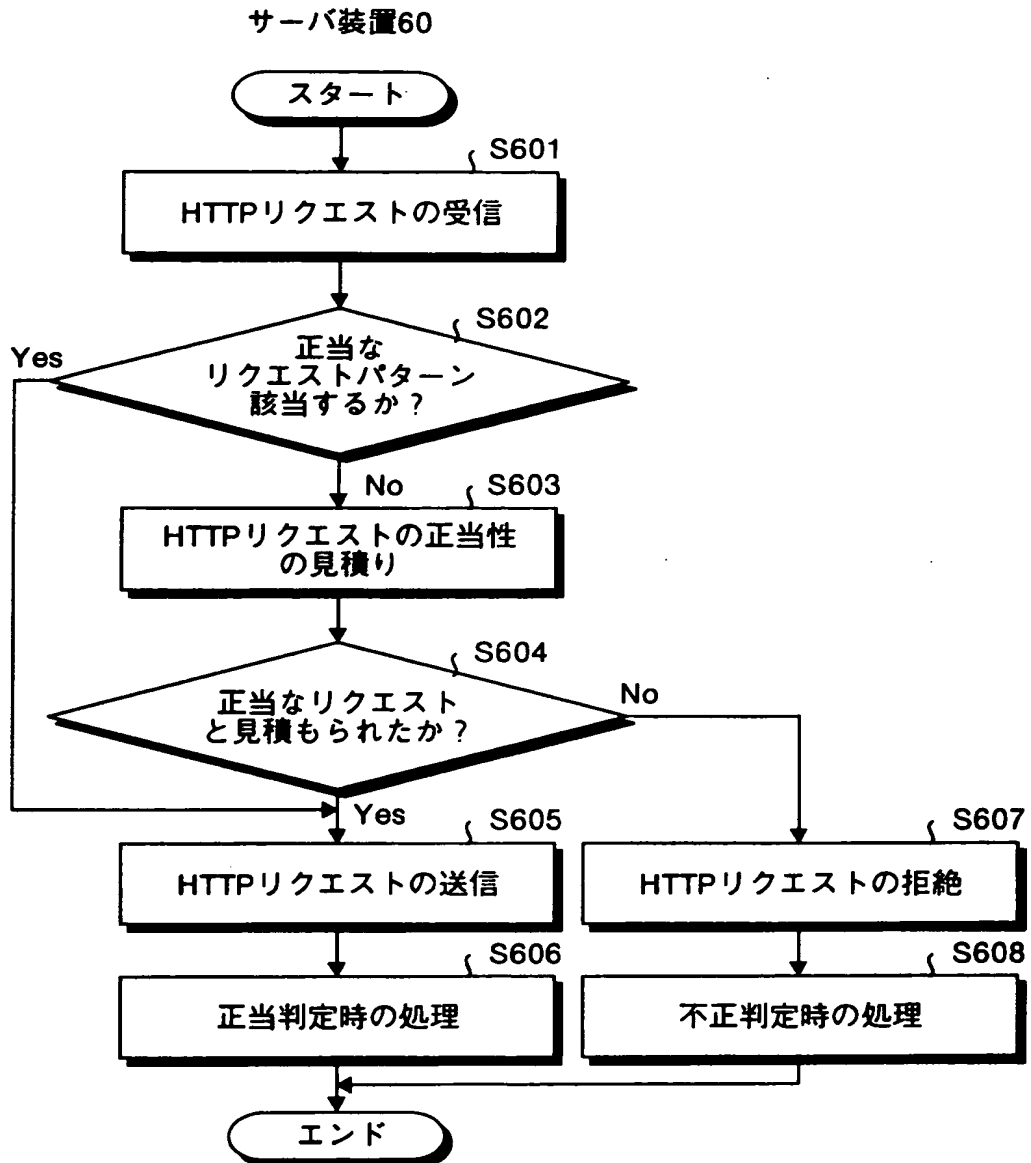 サーバ装置60
スタート
S601
HTTPリクエストの受信
S602
Yes
正当な
リクエストパターン
該当するか？
No
S603
HTTPリクエストの正当性
の見積り
S604
正当なリクエスト
と見積もられたか？
No
Yes
S605
HTTPリクエストの送信
S607
HTTPリクエストの拒絶
S606
正当判定時の処理
S608
不正判定時の処理
エンド